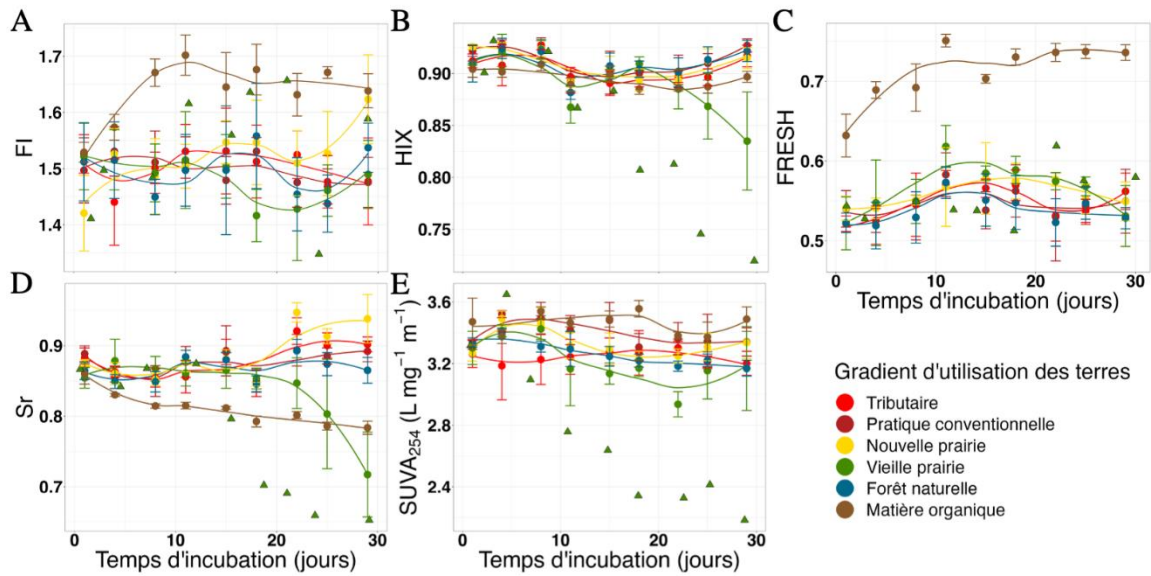 A
FI
1.7
1.6
1.5
1.4
B
HIX
0.90
0.85
0.80
0.75
C
FRESH
0.7
0.6
0.5
0 10 20 30
Temps d'incubation (jours)
D
Sr
0.9
0.8
0.7
0 10 20 30
Temps d'incubation (jours)
E
SUVA254 (L mg⁻¹ m⁻¹)
3.6
3.2
2.8
2.4
0 10 20 30
Temps d'incubation (jours)
Gradient d'utilisation des terres
Tributaire
Pratique conventionnelle
Nouvelle prairie
Vieille prairie
Forêt naturelle
Matière organique